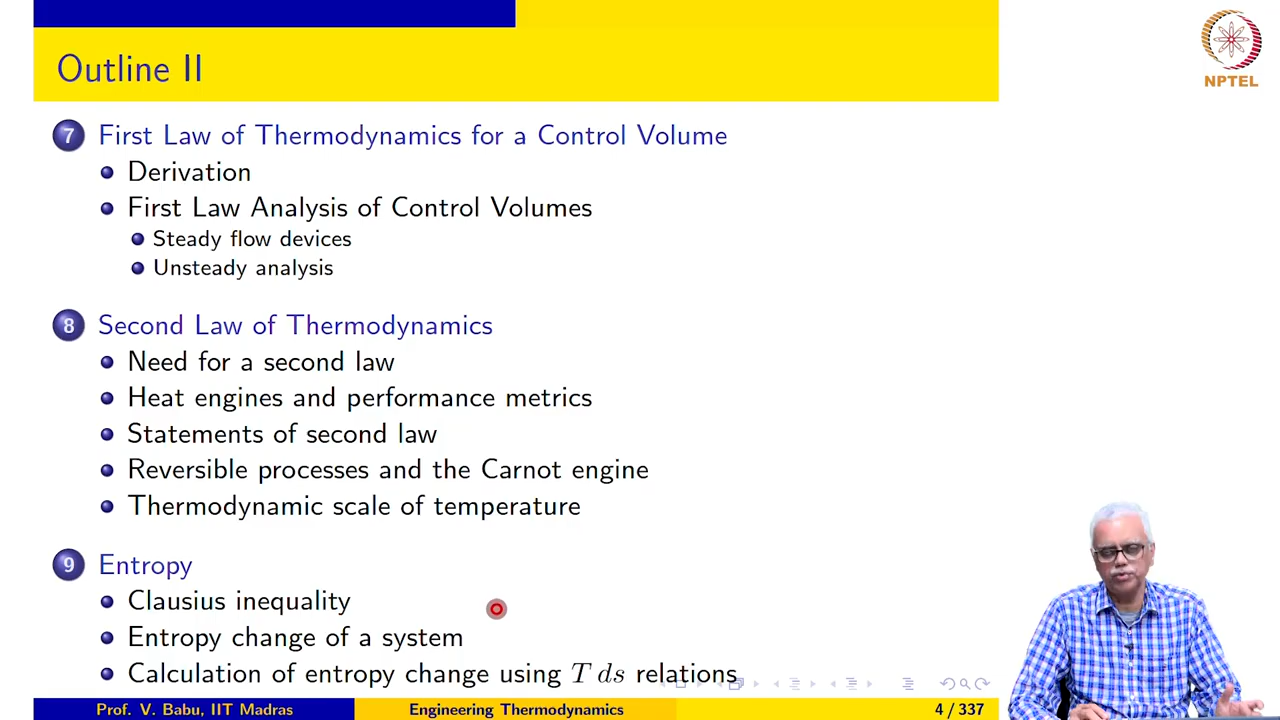 Outline II
NPTEL
7 First Law of Thermodynamics for a Control Volume
Derivation
First Law Analysis of Control Volumes
Steady flow devices
Unsteady analysis
8 Second Law of Thermodynamics
Need for a second law
Heat engines and performance metrics
Statements of second law
Reversible processes and the Carnot engine
Thermodynamic scale of temperature
9 Entropy
Clausius inequality
Entropy change of a system
Calculation of entropy change using T ds relations
Prof. V. Babu, IIT Madras Engineering Thermodynamics 4 / 337